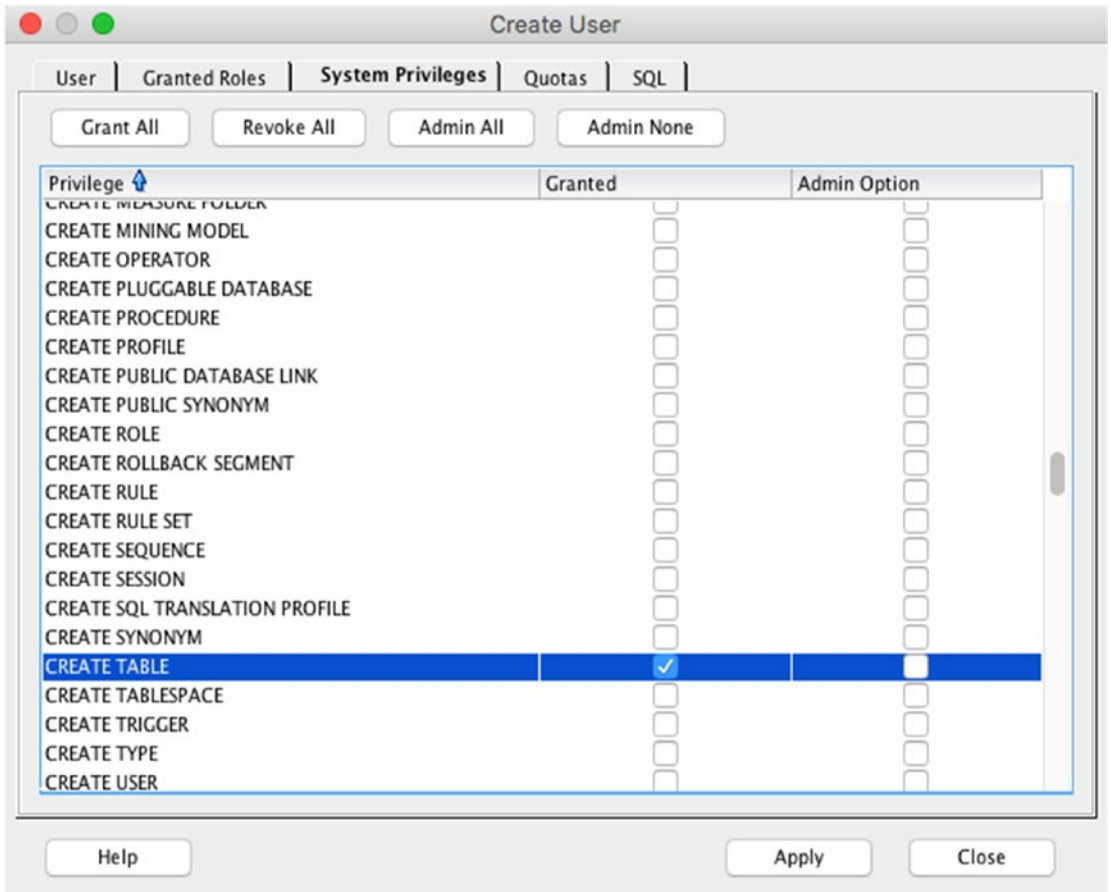 Create User
User Granted Roles System Privileges Quotas SQL
Grant All Revoke All Admin All Admin None
Privilege Granted Admin Option
CREATE MEASURE FOLDER
CREATE MINING MODEL
CREATE OPERATOR
CREATE PLUGGABLE DATABASE
CREATE PROCEDURE
CREATE PROFILE
CREATE PUBLIC DATABASE LINK
CREATE PUBLIC SYNONYM
CREATE ROLE
CREATE ROLLBACK SEGMENT
CREATE RULE
CREATE RULE SET
CREATE SEQUENCE
CREATE SESSION
CREATE SQL TRANSLATION PROFILE
CREATE SYNONYM
CREATE TABLE
CREATE TABLESPACE
CREATE TRIGGER
CREATE TYPE
CREATE USER
Help Apply Close